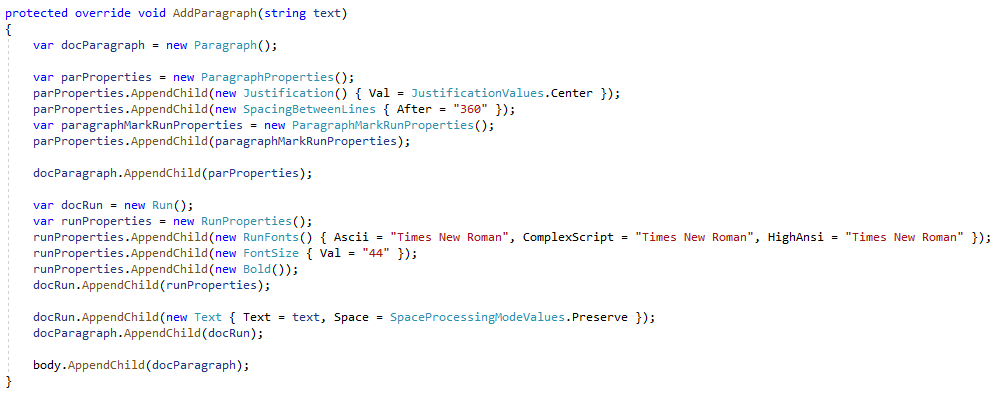 protected override void AddParagraph(string text)
{
var docParagraph = new Paragraph();
var parProperties = new ParagraphProperties();
parProperties.AppendChild(new Justification() { Val = JustificationValues.Center });
parProperties.AppendChild(new SpacingBetweenLines { After = "360" });
var paragraphMarkRunProperties = new ParagraphMarkRunProperties();
parProperties.AppendChild(paragraphMarkRunProperties);
docParagraph.AppendChild(parProperties);
var docRun = new Run();
var runProperties = new RunProperties();
runProperties.AppendChild(new RunFonts() { Ascii = "Times New Roman", ComplexScript = "Times New Roman", HighAnsi = "Times New Roman" });
runProperties.AppendChild(new FontSize { Val = "44" });
runProperties.AppendChild(new Bold());
docRun.AppendChild(runProperties);
docRun.AppendChild(new Text { Text = text, Space = SpaceProcessingModeValues.Preserve });
docParagraph.AppendChild(docRun);
body.AppendChild(docParagraph);
}